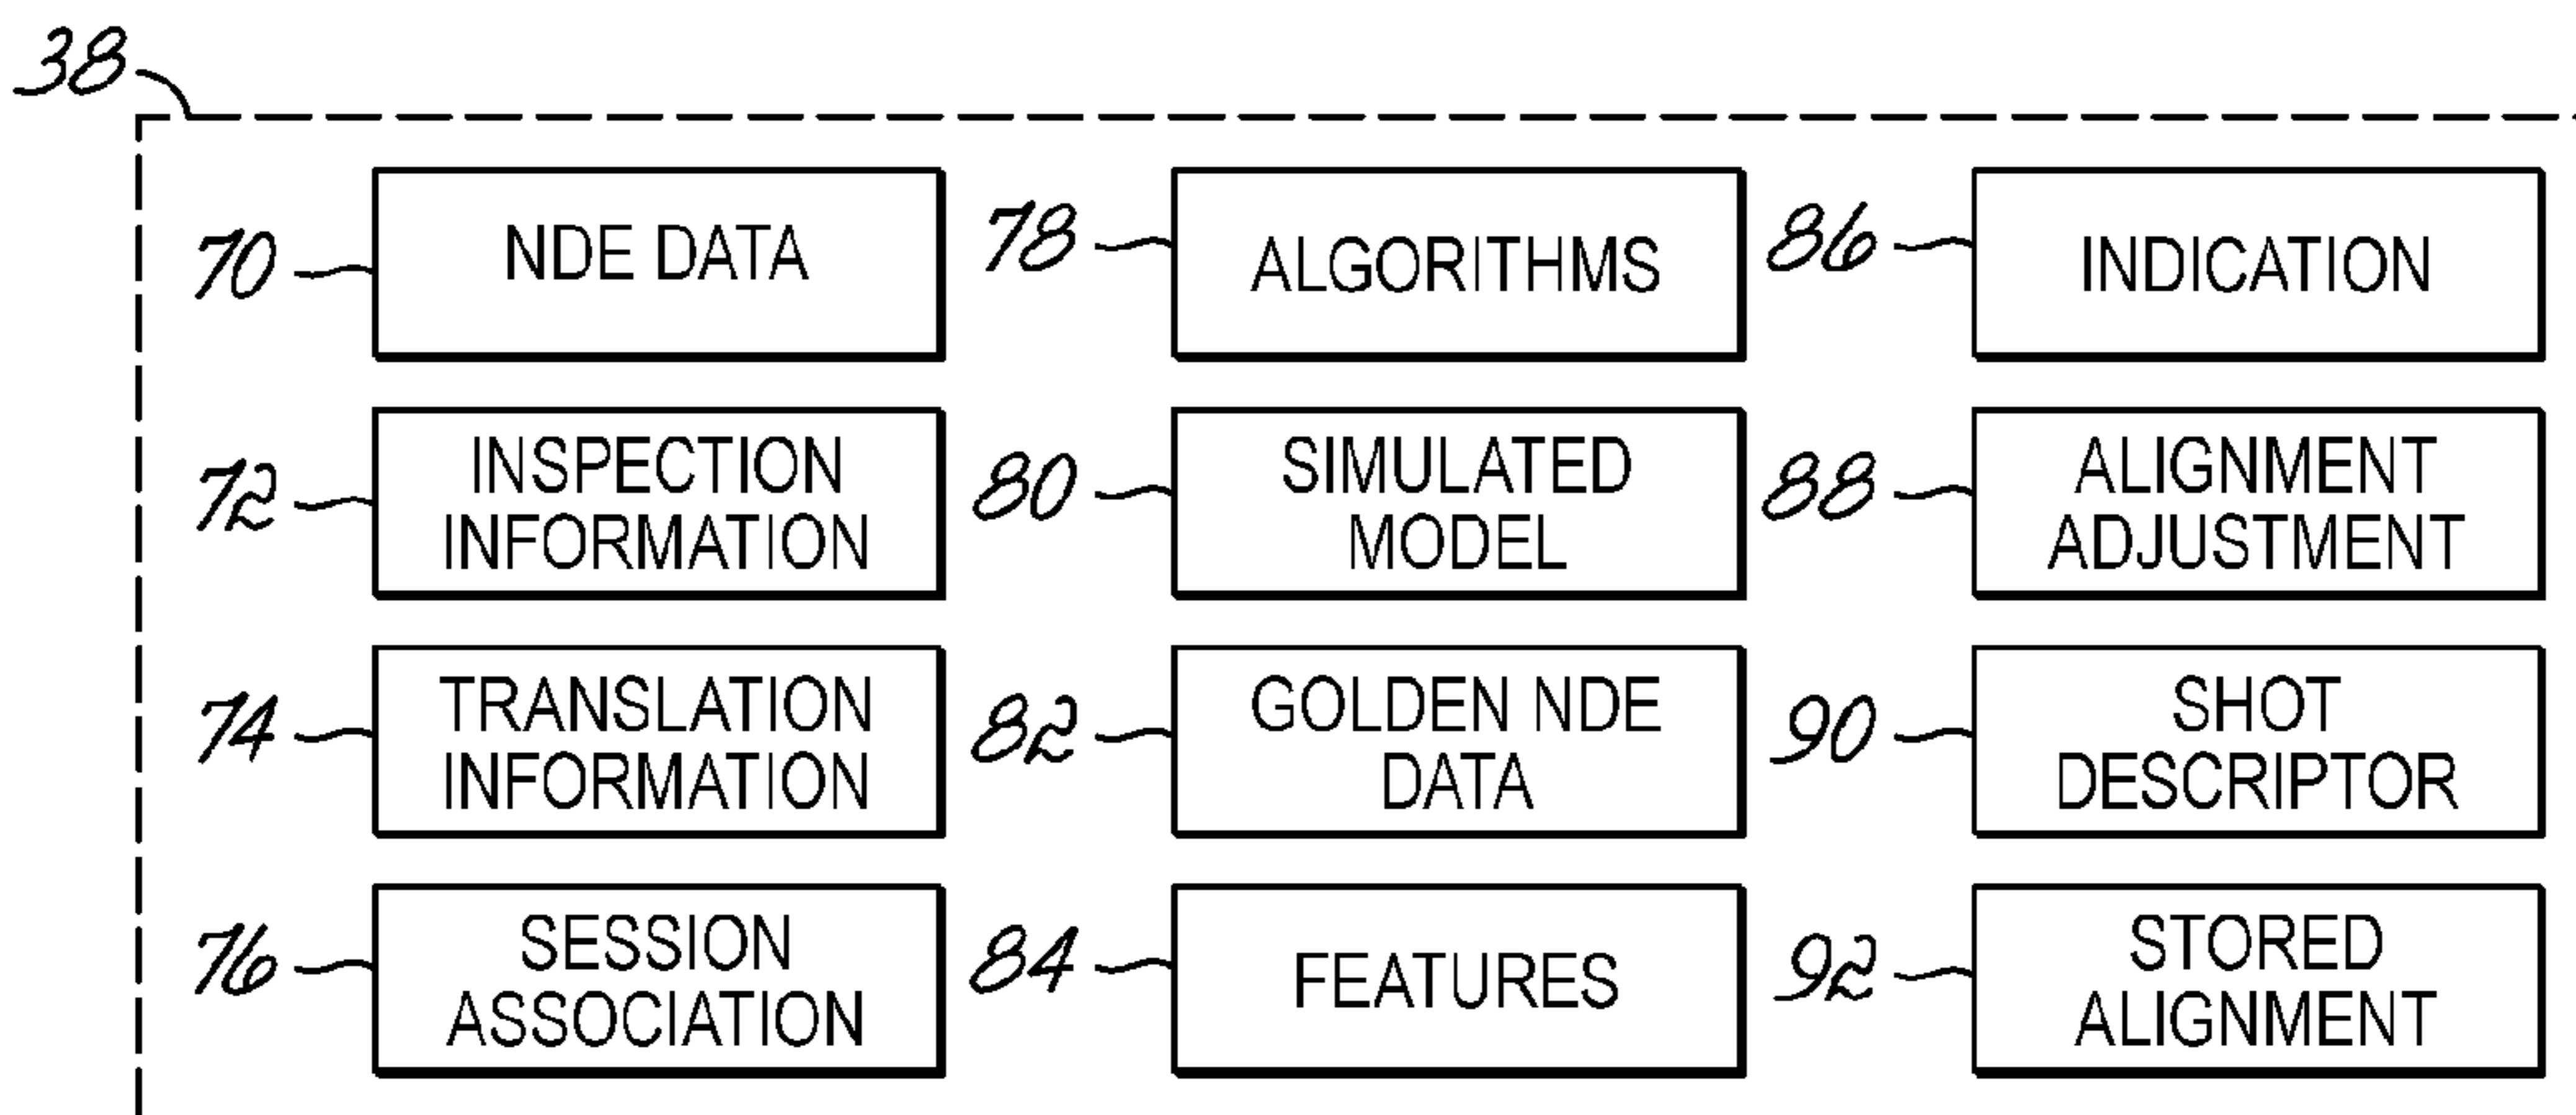 38
70 NDE DATA
78 ALGORITHMS
86 INDICATION
72 INSPECTION
INFORMATION
80 SIMULATED
MODEL
88 ALIGNMENT
ADJUSTMENT
74 TRANSLATION
INFORMATION
82 GOLDEN NDE
DATA
90 SHOT
DESCRIPTOR
76 SESSION
ASSOCIATION
84 FEATURES
92 STORED
ALIGNMENT